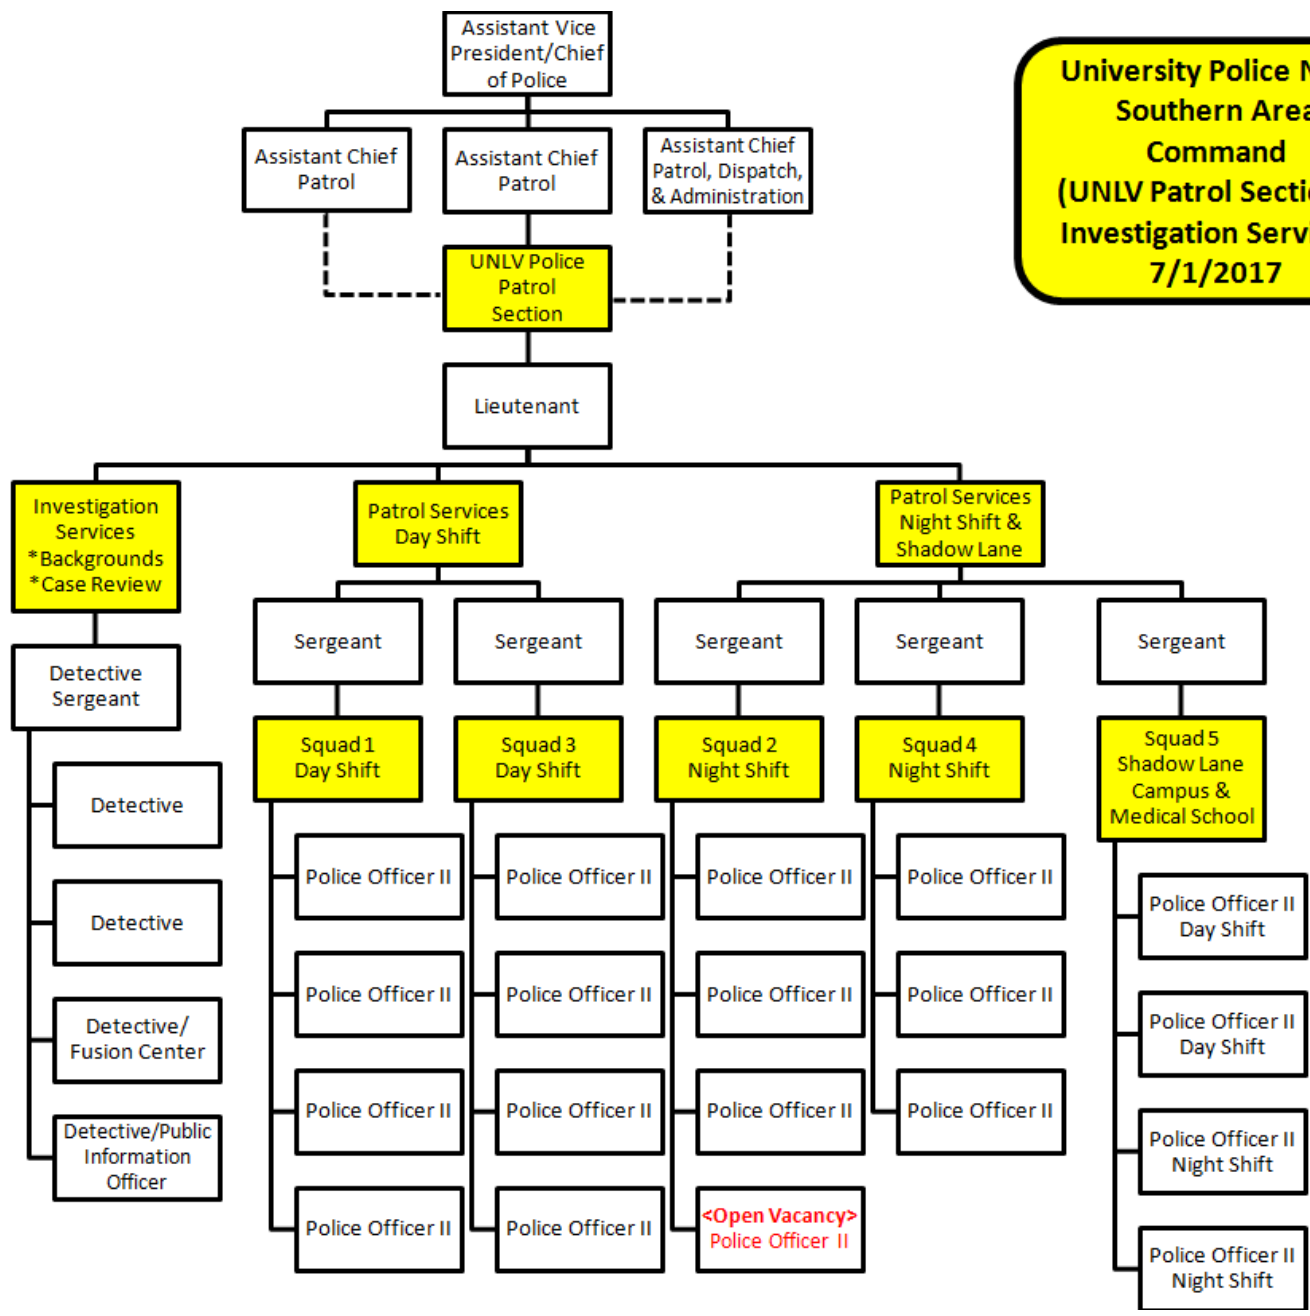 Assistant Vice
President/Chief
of Police
University Police
Southern Area
Command
(UNLV Patrol
Investigation
7/1/2017
Assistant Chief
Patrol
Assistant Chief
Patrol
Assistant Chief
Patrol, Dispatch,
& Administration
UNLV Police
Patrol
Section
Lieutenant
Investigation
Services
*Backgrounds
*Case Review
Patrol Services
Day Shift
Patrol Services
Night Shift &
Shadow Lane
Detective
Sergeant
Sergeant
Sergeant
Sergeant
Sergeant
Sergeant
Squad 1
Day Shift
Squad 3
Day Shift
Squad 2
Night Shift
Squad 4
Night Shift
Squad 5
Shadow Lane
Campus &
Medical School
Detective
Detective
Detective/
Fusion Center
Detective/Public
Information
Officer
Police Officer II
Police Officer II
Police Officer II
Police Officer II
Police Officer II
Police Officer II
Police Officer II
Police Officer II
Police Officer II
Police Officer II
Police Officer II
<Open Vacancy>
Police Officer II
Police Officer II
Police Officer II
Police Officer II
Police Officer II
Day Shift
Police Officer II
Day Shift
Police Officer II
Night Shift
Police Officer II
Night Shift